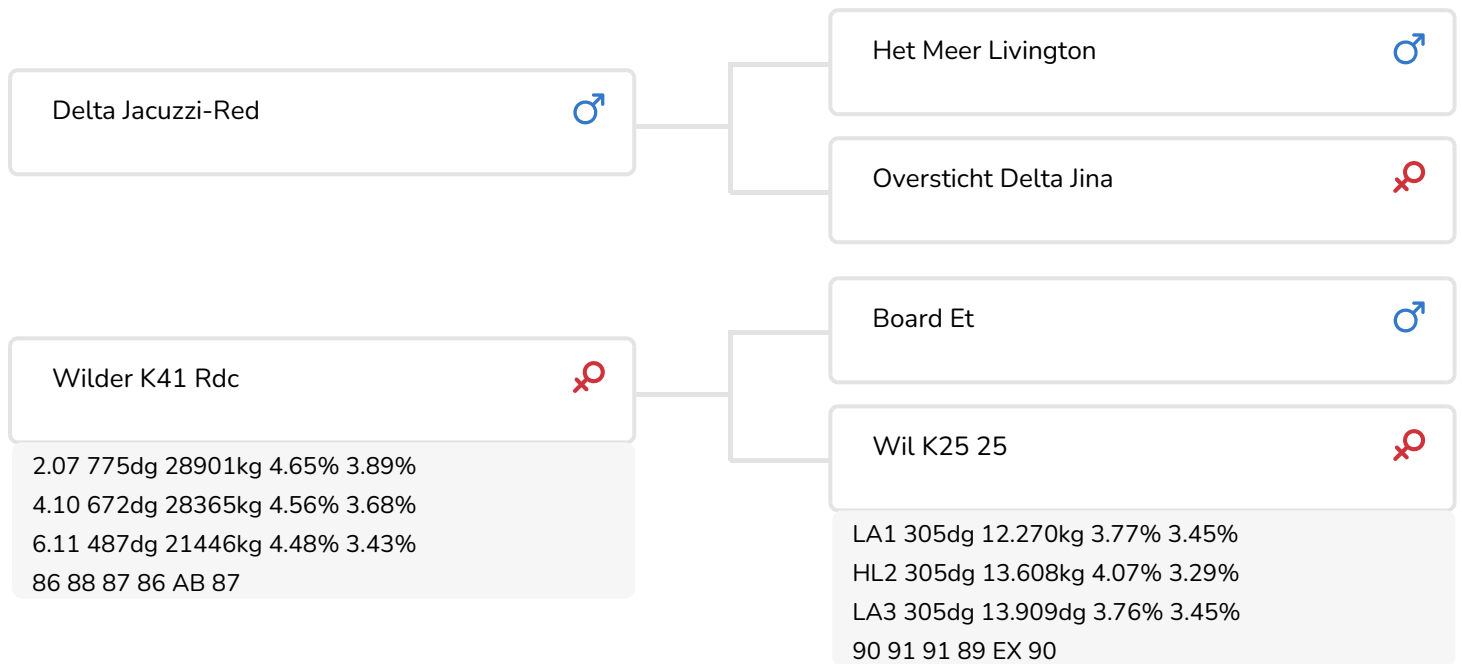 Het Meer Livington
Delta Jacuzzi-Red
Oversticht Delta Jina
Board Et
Wilder K41 Rdc
2.07 775dg 28901kg 4.65% 3.89%
4.10 672dg 28365kg 4.56% 3.68%
6.11 487dg 21446kg 4.48% 3.43%
86 88 87 86 AB 87
Wil K25 25
LA1 305dg 12.270kg 3.77% 3.45%
HL2 305dg 13.608kg 4.07% 3.29%
LA3 305dg 13.909dg 3.76% 3.45%
90 91 91 89 EX 90